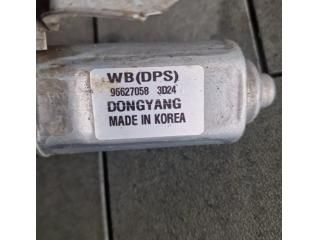 WB(DPS)
96627058 3D24
DONGYANG
MADE IN KOREA